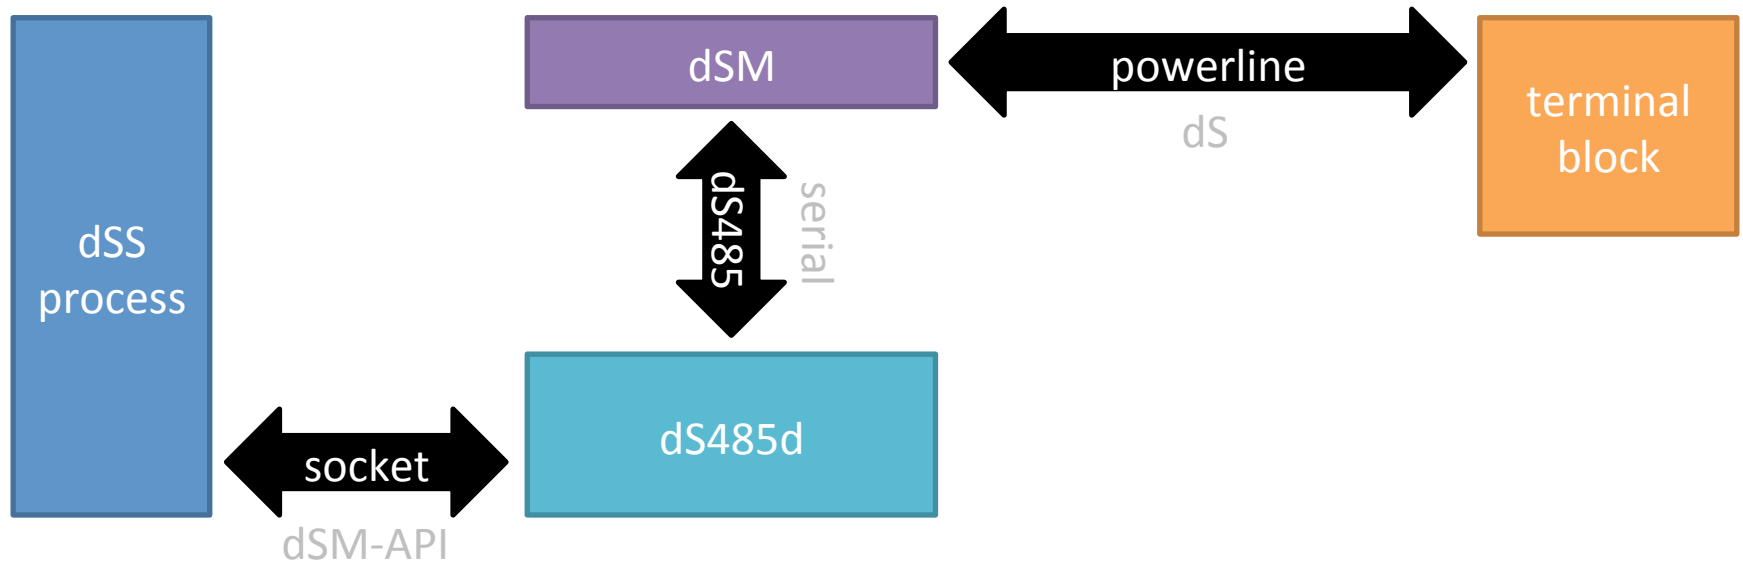 dSS
process
socket
dSM-API
dSM
dS485
serial
dS485d
powerline
dS
terminal
block